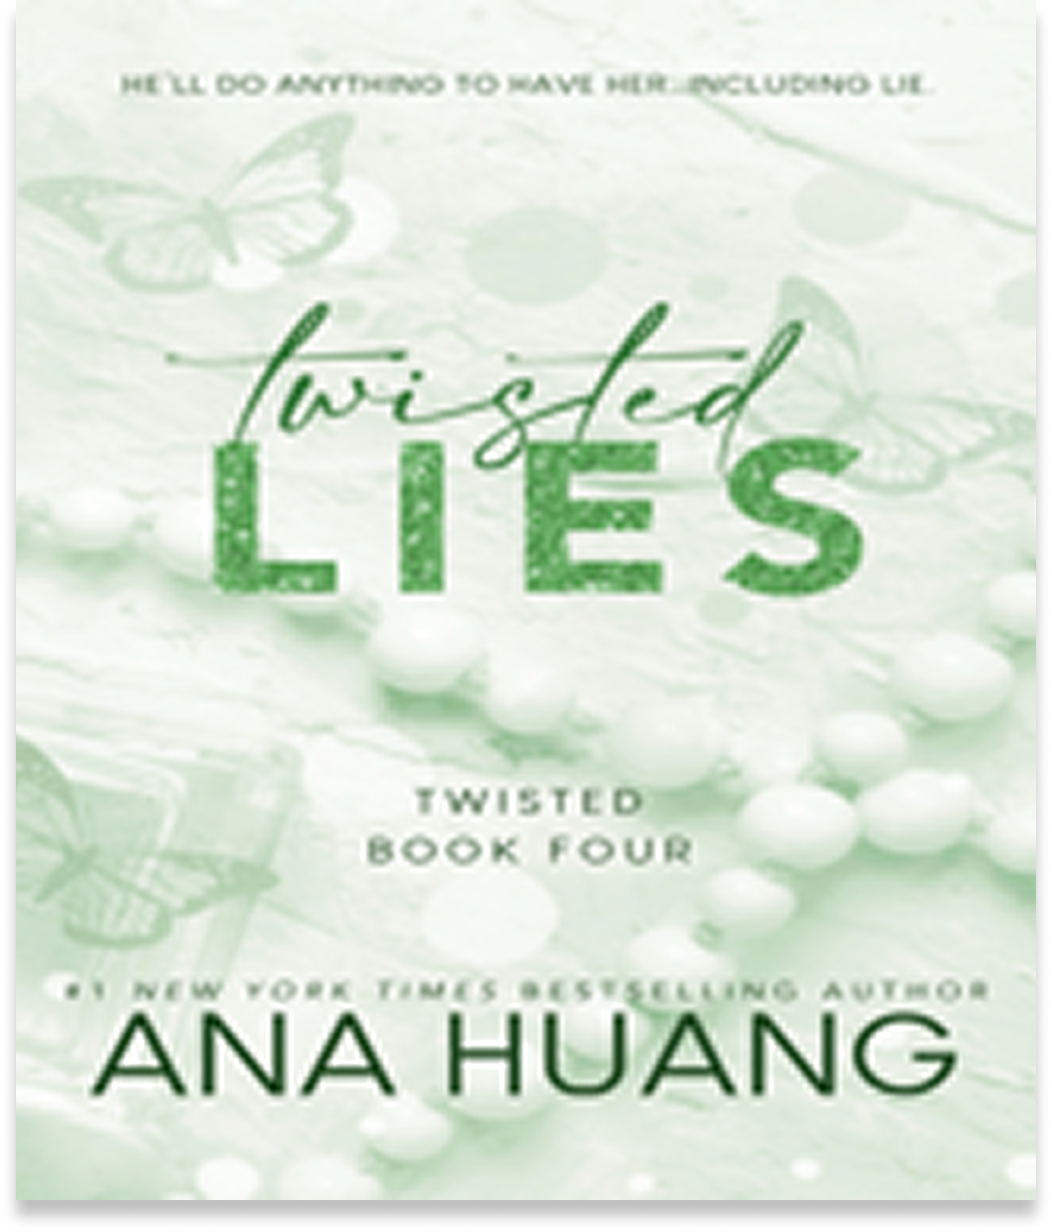 HE'LL DO ANYTHING TO HAVE HER...INCLUDING LIE.
twisted
LIES
TWISTED
BOOK FOUR
#1 NEW YORK TIMES BESTSELLING AUTHOR
ANA HUANG